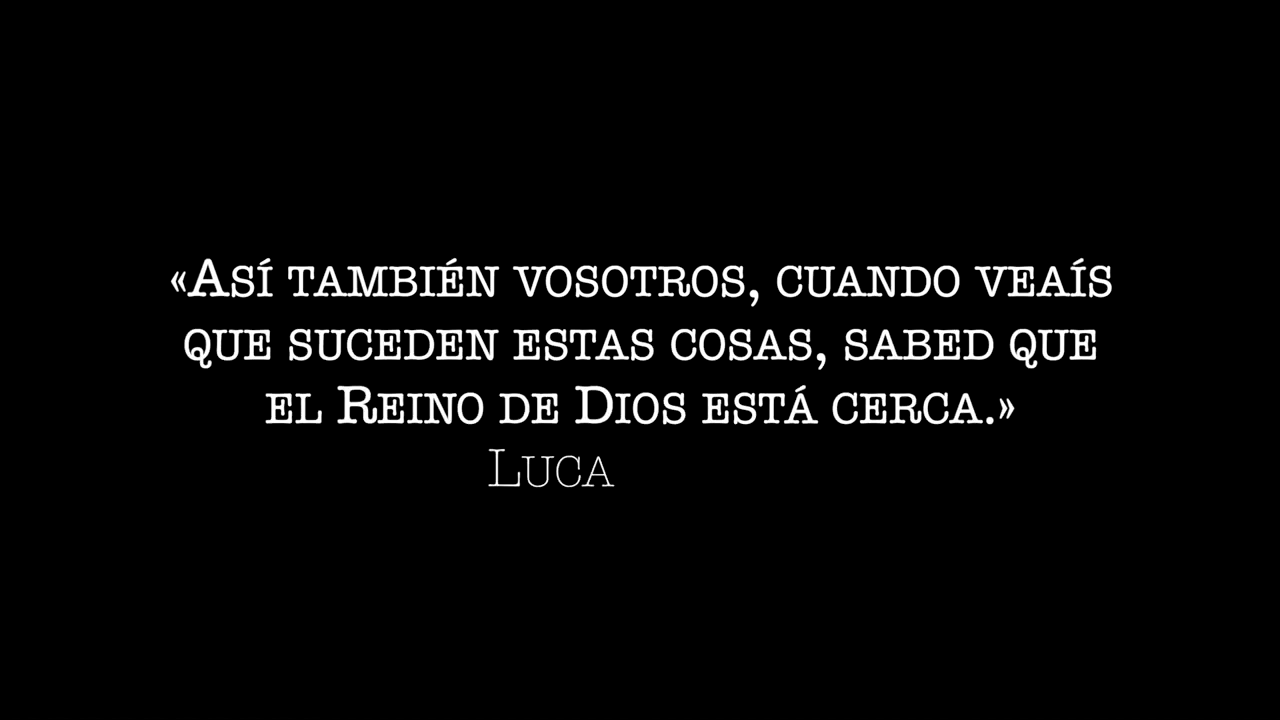 «Así también vosotros, cuando veaís
que suceden estas cosas, sabed que
el Reino de Dios está cerca.»
Luca